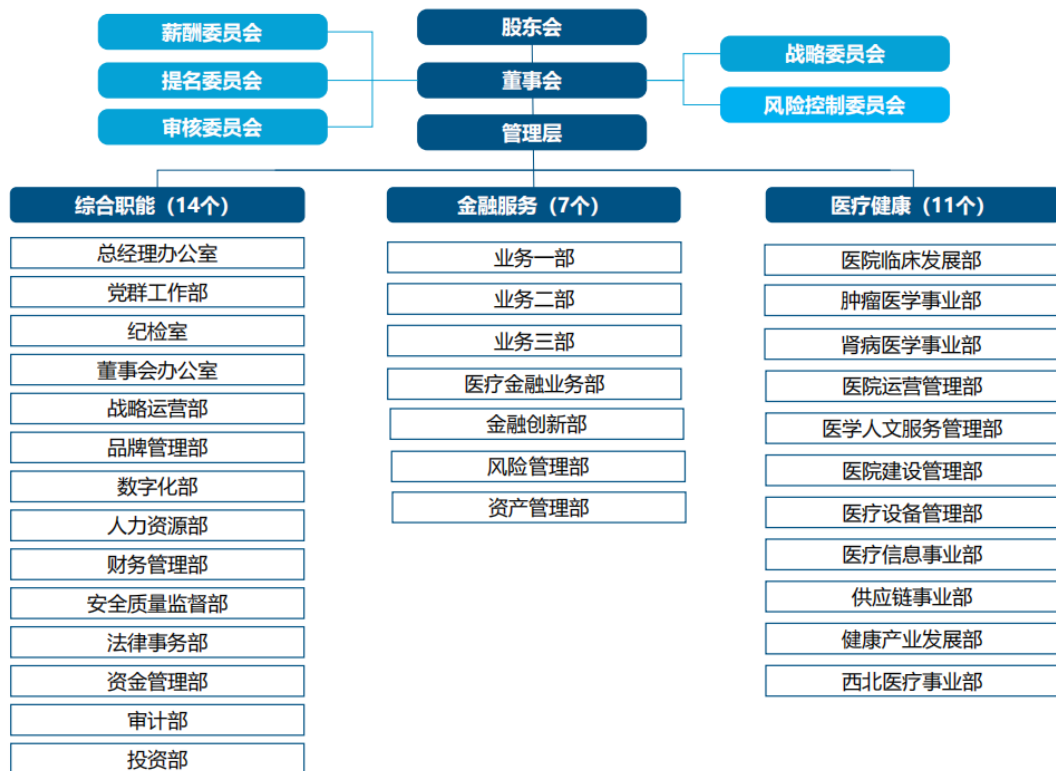 股东会
董事会
管理层
薪酬委员会
提名委员会
审核委员会
战略委员会
风险控制委员会
综合职能（14个）
总经理办公室
党群工作部
纪检室
董事会办公室
战略运营部
品牌管理部
数字化部
人力资源部
财务管理部
安全质量监督部
法律事务部
资金管理部
审计部
投资部
金融服务（7个）
业务一部
业务二部
业务三部
医疗金融业务部
金融创新部
风险管理部
资产管理部
医疗健康（11个）
医院临床发展部
肿瘤医学事业部
肾病医学事业部
医院运营管理部
医学人文服务管理部
医院建设管理部
医疗设备管理部
医疗信息事业部
供应链事业部
健康产业发展部
西北医疗事业部